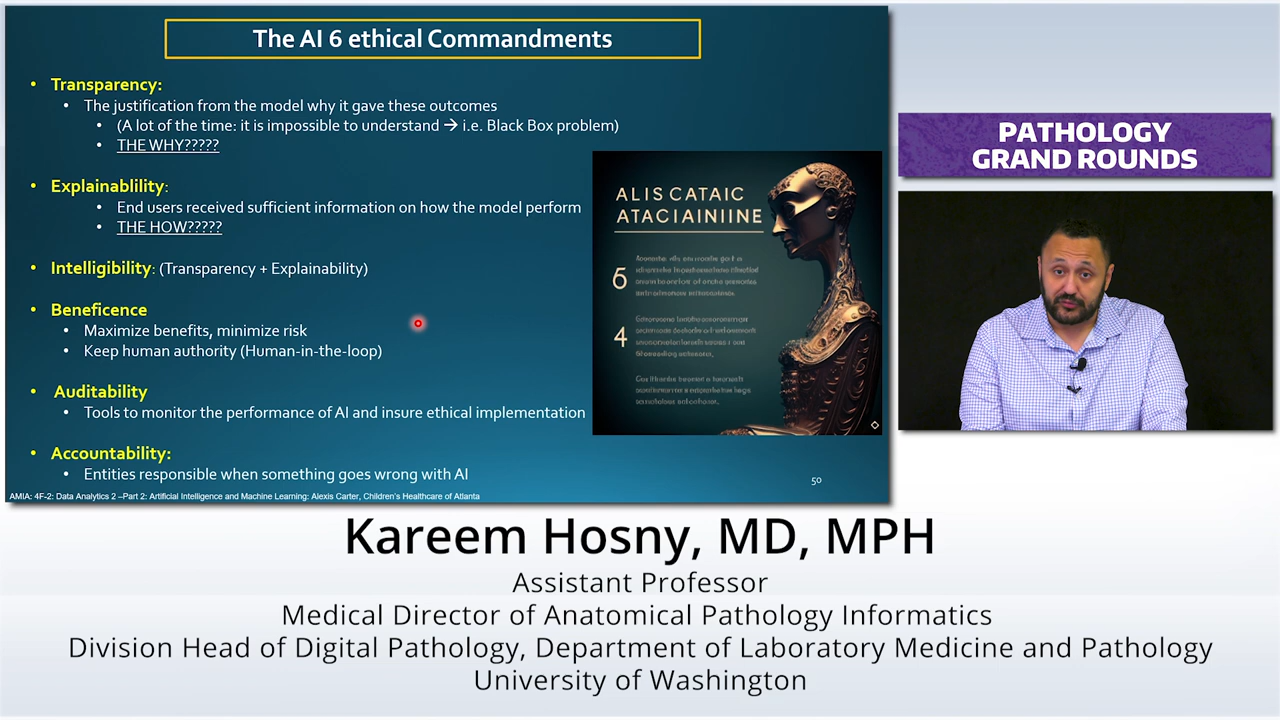 The AI 6 ethical Commandments
• Transparency:
• The justification from the model why it gave these outcomes
• (A lot of the time: it is impossible to understand → i.e. Black Box problem)
• THE WHY?????
• Explainablility:
• End users received sufficient information on how the model perform
• THE HOW?????
• Intelligibility: (Transparency + Explainability)
• Beneficence
• Maximize benefits, minimize risk
• Keep human authority (Human-in-the-loop)
• Auditability
• Tools to monitor the performance of AI and insure ethical implementation
• Accountability:
• Entities responsible when something goes wrong with AI
AMIA: 4F-2: Data Analytics 2 –Part 2: Artificial Intelligence and Machine Learning: Alexis Carter, Children's Healthcare of Atlanta
50
ALIS CATAIC
ATACIAINIINE
6
4
PATHOLOGY
GRAND ROUNDS
Kareem Hosny, MD, MPH
Assistant Professor
Medical Director of Anatomical Pathology Informatics
Division Head of Digital Pathology, Department of Laboratory Medicine and Pathology
University of Washington